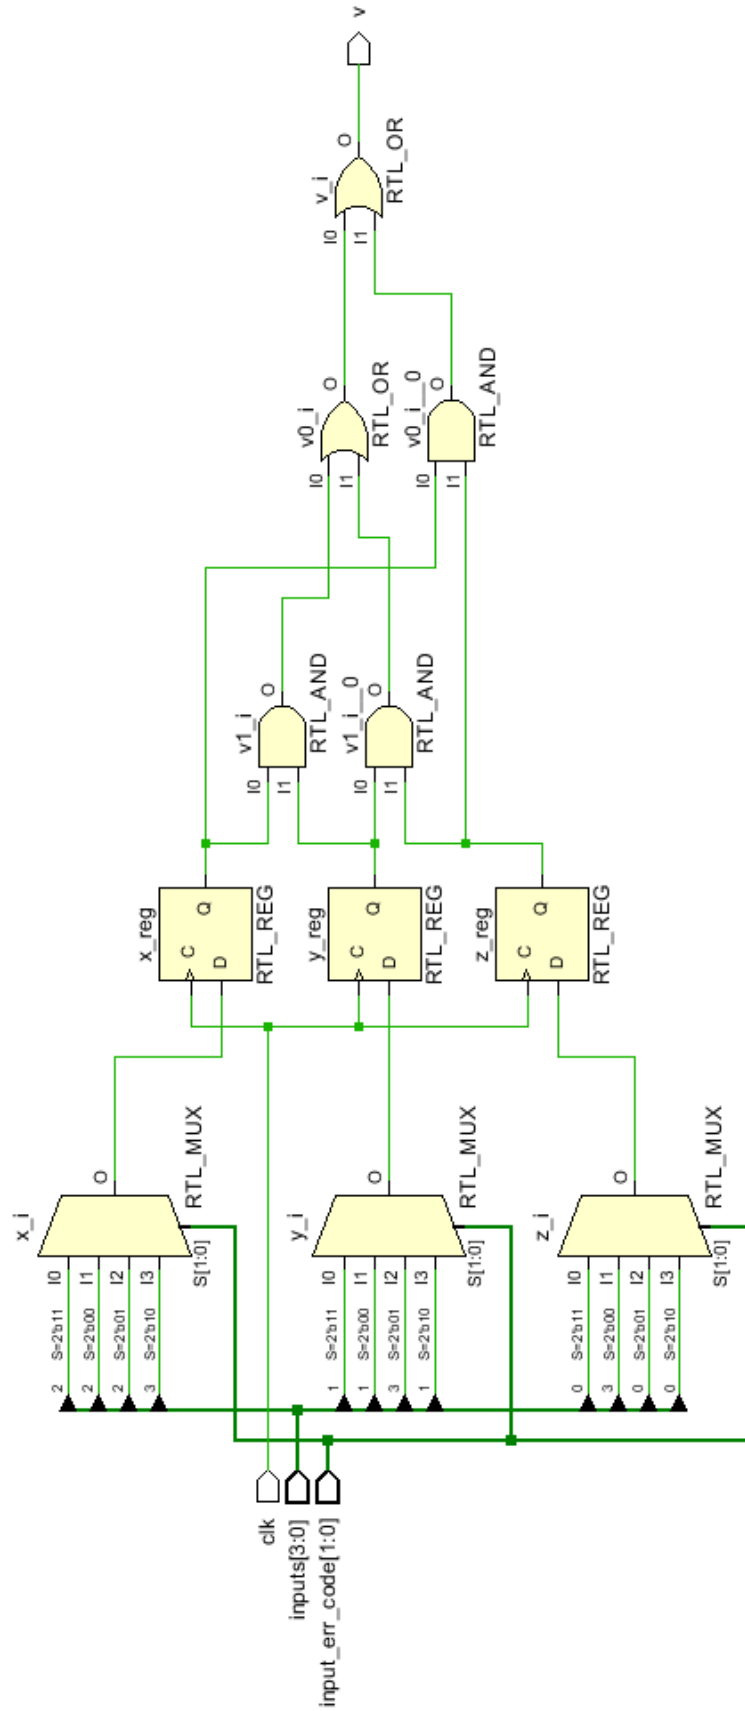 clk
inputs[3:0]
input_err_code[1:0]
x_i
2 S=2'b11 I0
2 S=2'b00 I1
2 S=2'b01 I2
3 S=2'b10 I3
O
S[1:0]
RTL_MUX
y_i
1 S=2'b11 I0
1 S=2'b00 I1
3 S=2'b01 I2
1 S=2'b10 I3
O
RTL_MUX
z_i
0 S=2'b11 I0
3 S=2'b00 I1
0 S=2'b01 I2
0 S=2'b10 I3
O
S[1:0]
RTL_MUX
x_reg
C
Q
D
RTL_REG
y_reg
C
Q
D
RTL_REG
z_reg
C
Q
D
RTL_REG
v1_i
I0
O
I1
RTL_AND
v1_i__0
I0
O
I1
RTL_AND
v0_i
I0
O
I1
RTL_OR
v0_i__0
I0
O
I1
RTL_AND
v_i
I0
O
I1
RTL_OR
v